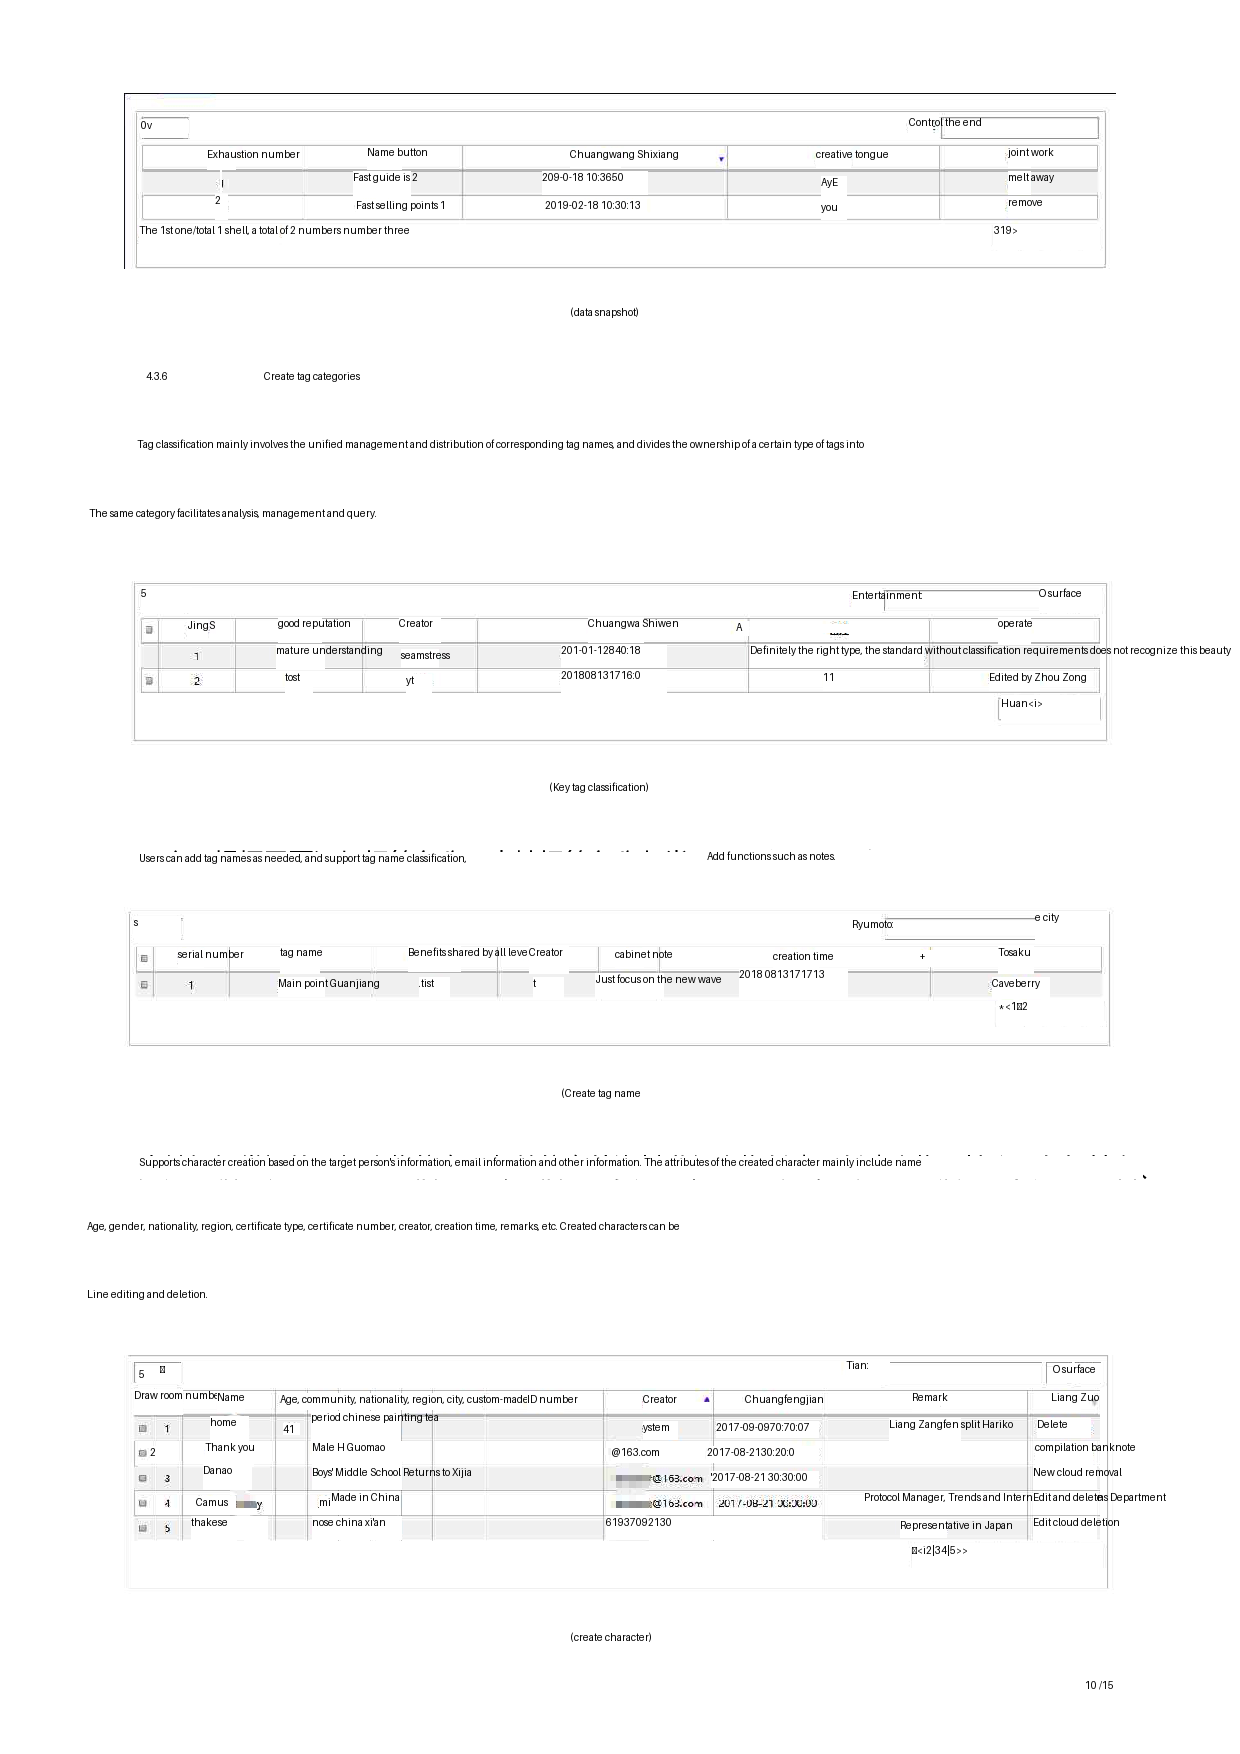 0v Control the end
Exhaustion number Name button Chuangwang Shixiang creative tongue joint work
1 Fast guide is 2 209-0-18 10:3650 AyE melt away
2 Fast selling points 1 2019-02-18 10:30:13 you remove
The 1st one/total 1 shell, a total of 2 numbers number three 319>
(data snapshot)
4.3.6 Create tag categories
Tag classification mainly involves the unified management and distribution of corresponding tag names, and divides the ownership of a certain type of tags into
The same category facilitates analysis, management and query.
5 Entertainment: O surface
JingS good reputation Creator Chuangwa Shiwen A operate
1 mature understanding seamstress 201-01-12840:18 Definitely the right type, the standard without classification requirements does not recognize this beauty
2 tost yt 201808131716:0 11 Edited by Zhou Zong
Huan<i>
(Key tag classification)
Users can add tag names as needed, and support tag name classification, Add functions such as notes.
s Ryumoto: e city
serial number tag name Benefits shared by all leve Creator cabinet note creation time + Tosaku
1 Main point Guanjiang .tist t Just focus on the new wave 2018 0813171713 Caveberry
*<1 2
(Create tag name
Supports character creation based on the target person's information, email information and other information. The attributes of the created character mainly include name
Age, gender, nationality, region, certificate type, certificate number, creator, creation time, remarks, etc. Created characters can be
Line editing and deletion.
5 Tian: O surface
Draw room numbe Name Age, community, nationality, region, city, custom-made ID number Creator Chuangfengjian Remark Liang Zuo
1 home 41 period chinese painting tea ystem 2017-09-0970:70:07 Liang Zangfen split Hariko Delete
2 Thank you Male H Guomao @163.com 2017-08-2130:20:0 compilation banknote
3 Danao Boys' Middle School Returns to Xijia @163.com '2017-08-21 30:30:00 New cloud removal
4 Camus y mi Made in China @163.com 2017-08-21 00:00:00 Protocol Manager, Trends and Intern Edit and delete ns Department
5 thakese nose china xi'an 61937092130 Representative in Japan Edit cloud deletion
<i2|34|5>>
(create character)
10 /15